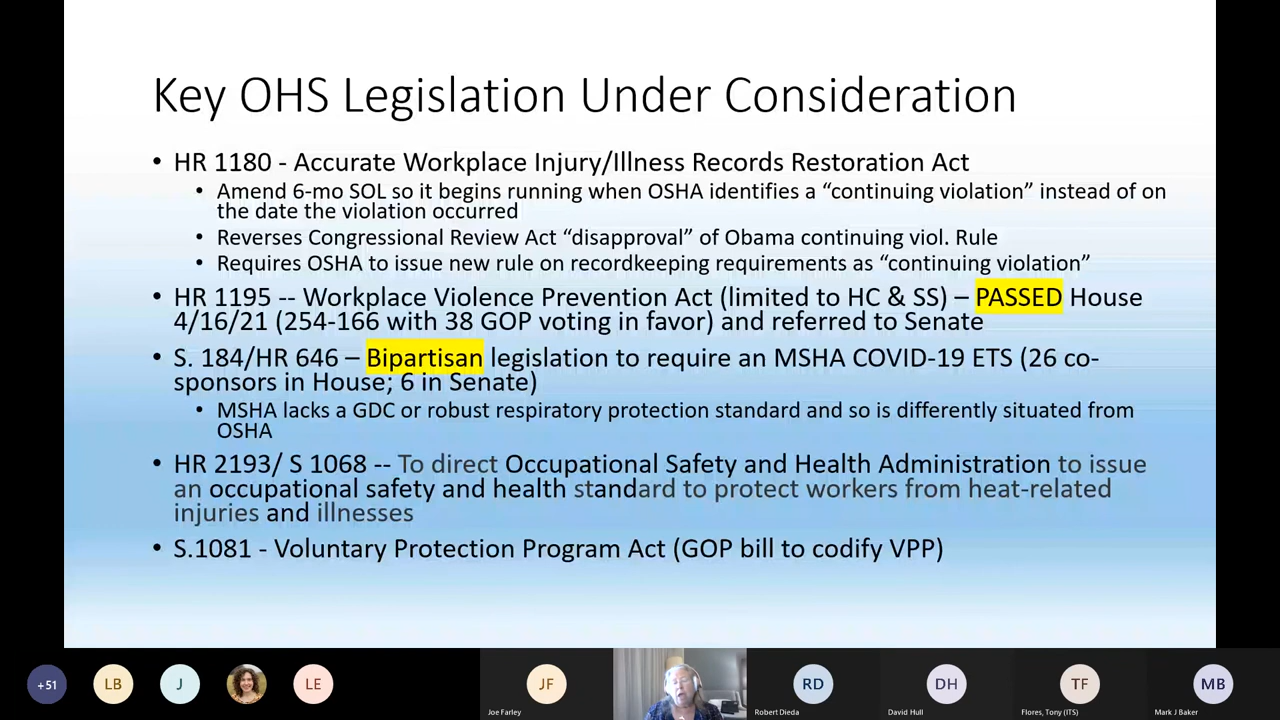 Key OHS Legislation Under Consideration
• HR 1180 - Accurate Workplace Injury/Illness Records Restoration Act
• Amend 6-mo SOL so it begins running when OSHA identifies a “continuing violation” instead of on
the date the violation occurred
• Reverses Congressional Review Act “disapproval” of Obama continuing viol. Rule
• Requires OSHA to issue new rule on recordkeeping requirements as “continuing violation”
• HR 1195 -- Workplace Violence Prevention Act (limited to HC & SS) – PASSED House
4/16/21 (254-166 with 38 GOP voting in favor) and referred to Senate
• S. 184/HR 646 – Bipartisan legislation to require an MSHA COVID-19 ETS (26 co-
sponsors in House; 6 in Senate)
• MSHA lacks a GDC or robust respiratory protection standard and so is differently situated from
OSHA
• HR 2193/ S 1068 -- To direct Occupational Safety and Health Administration to issue
an occupational safety and health standard to protect workers from heat-related
injuries and illnesses
• S.1081 - Voluntary Protection Program Act (GOP bill to codify VPP)
+51 LB J LE JF RD DH TF MB
Joe Farley Robert Dieda David Hull Flores, Tony (ITS) Mark J Baker